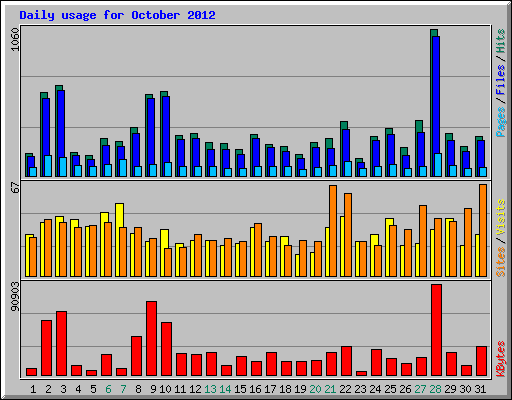 Daily usage for October 2012
1060
Pages / Files / Hits
67
Sites / Visits
90903
KBytes
1 2 3 4 5 6 7 8 9 10 11 12 13 14 15 16 17 18 19 20 21 22 23 24 25 26 27 28 29 30 31